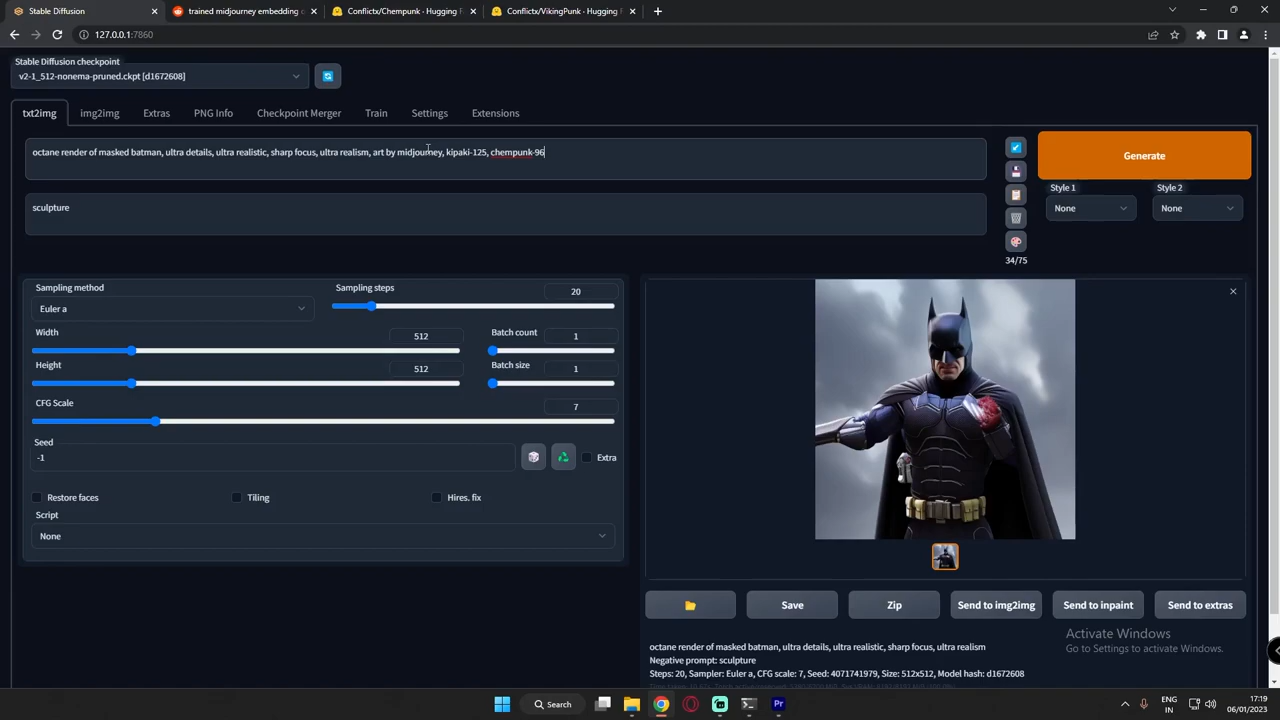 Stable Diffusion
trained midjourney embedding
Conflictx/Chempunk · Hugging F
Conflictx/VikingPunk · Hugging F
127.0.0.1:7860
Stable Diffusion checkpoint
v2-1_512-nonema-pruned.ckpt [d1672608]
txt2img
img2img
Extras
PNG Info
Checkpoint Merger
Train
Settings
Extensions
octane render of masked batman, ultra details, ultra realistic, sharp focus, ultra realism, art by midjourney, kipaki-125, chempunk-96
sculpture
Generate
Style 1
Style 2
None
None
34/75
Sampling method
Euler a
Sampling steps
20
Width
512
Batch count
1
Height
512
Batch size
1
CFG Scale
7
Seed
-1
Extra
Restore faces
Tiling
Hires. fix
Script
None
Save
Zip
Send to img2img
Send to inpaint
Send to extras
octane render of masked batman, ultra details, ultra realistic, sharp focus, ultra realism
Negative prompt: sculpture
Steps: 20, Sampler: Euler a, CFG scale: 7, Seed: 4071741979, Size: 512x512, Model hash: d1672608
Activate Windows
Go to Settings to activate Windows.
Search
Pr
ENG
IN
17:19
06/01/2023